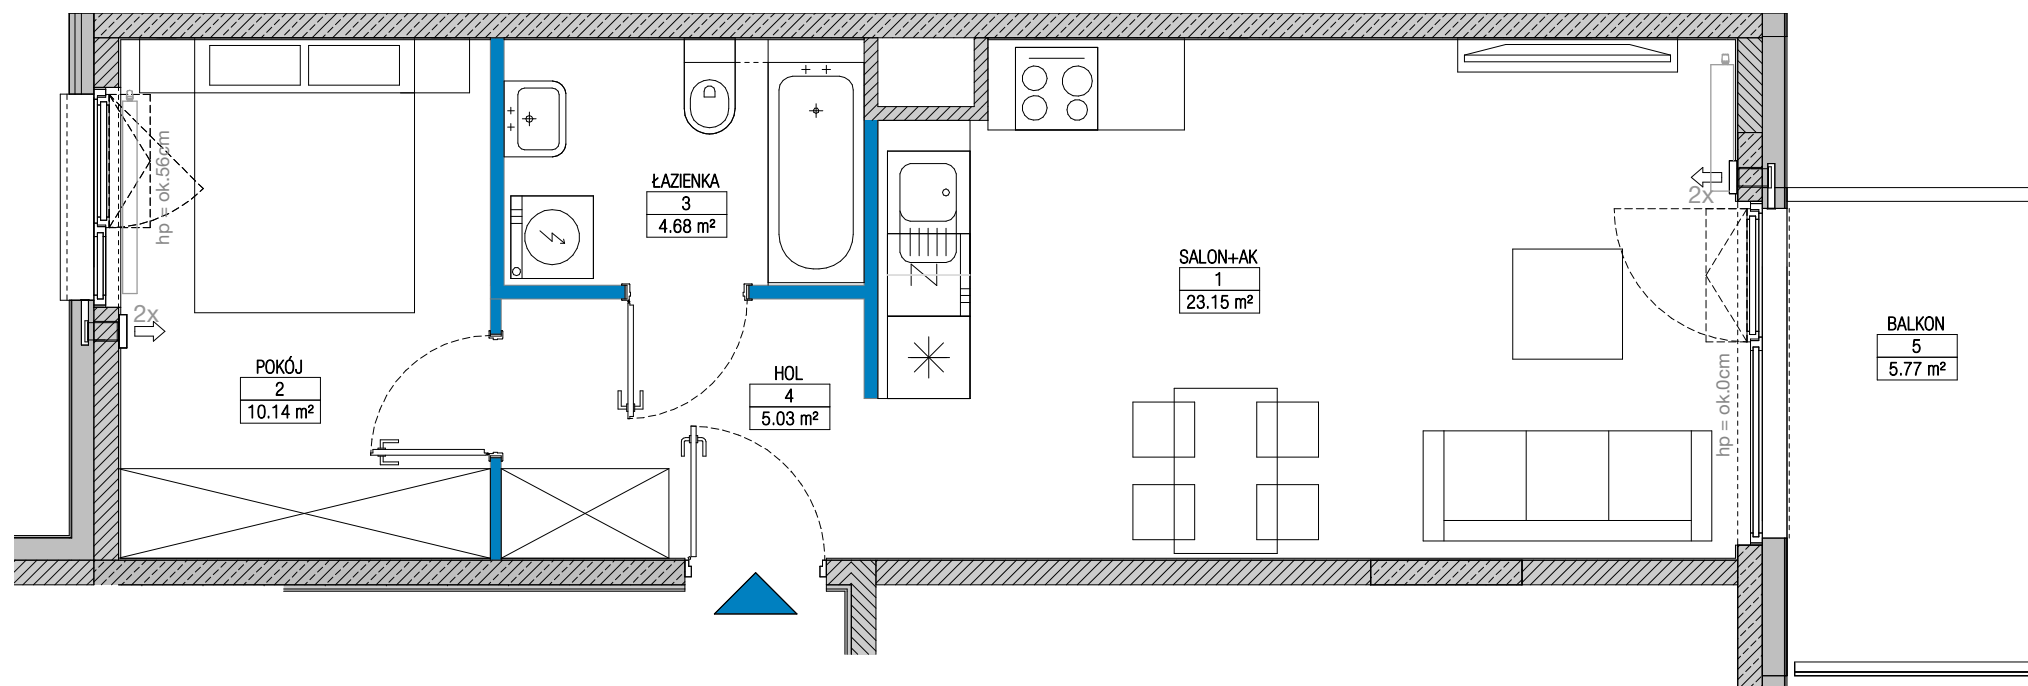 hp = ok.56cm
2x
POKÓJ
2
10.14 m²
ŁAZIENKA
3
4.68 m²
HOL
4
5.03 m²
SALON+AK
1
23.15 m²
2x
hp = ok.0cm
BALKON
5
5.77 m²